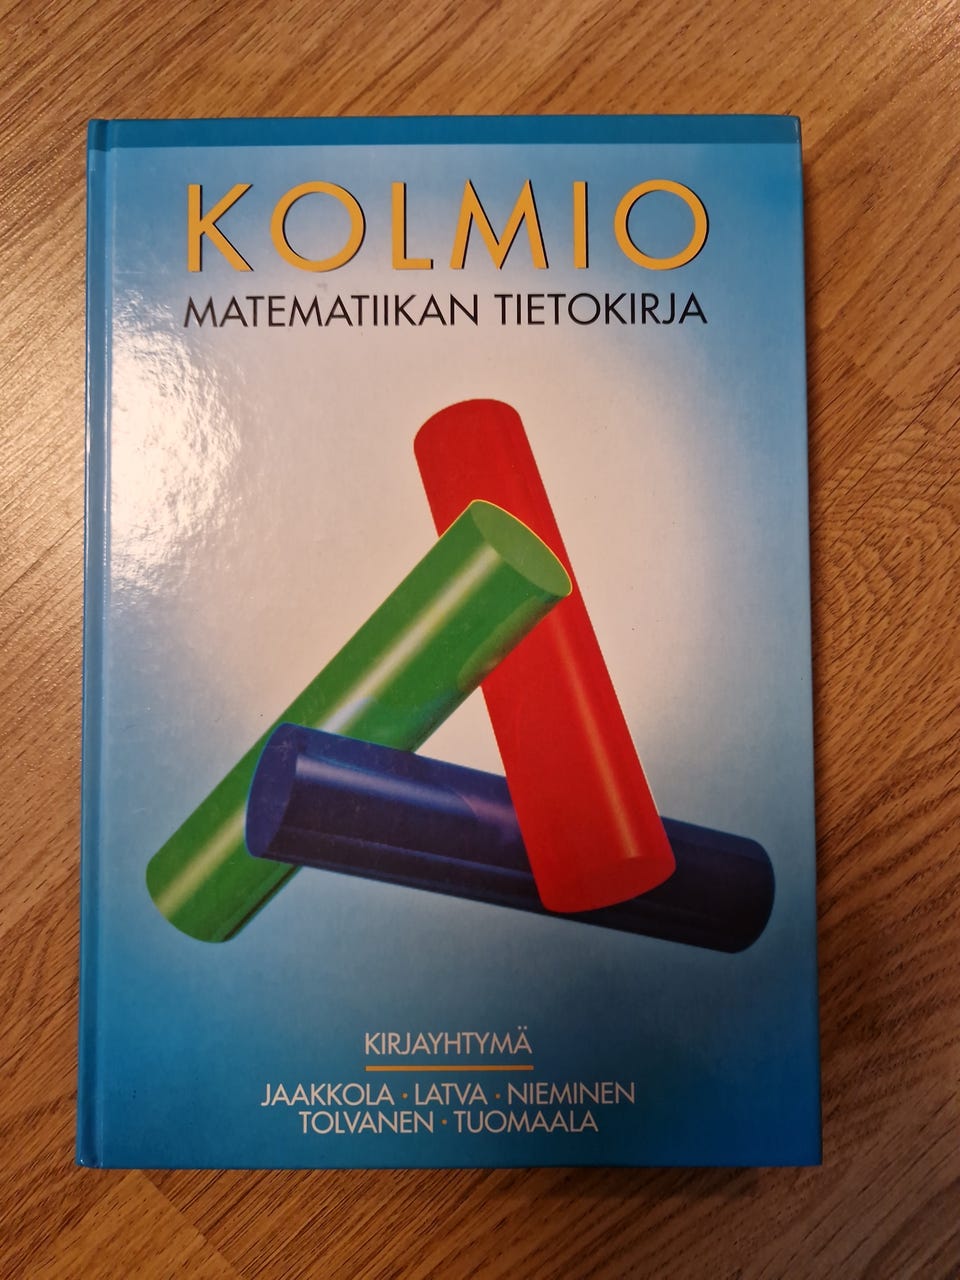 KOLMIO
MATEMATIIKAN TIETOKIRJA
KIRJAYHTYMÄ
JAAKKOLA · LATVA · NIEMINEN
TOLVANEN · TUOMAALA